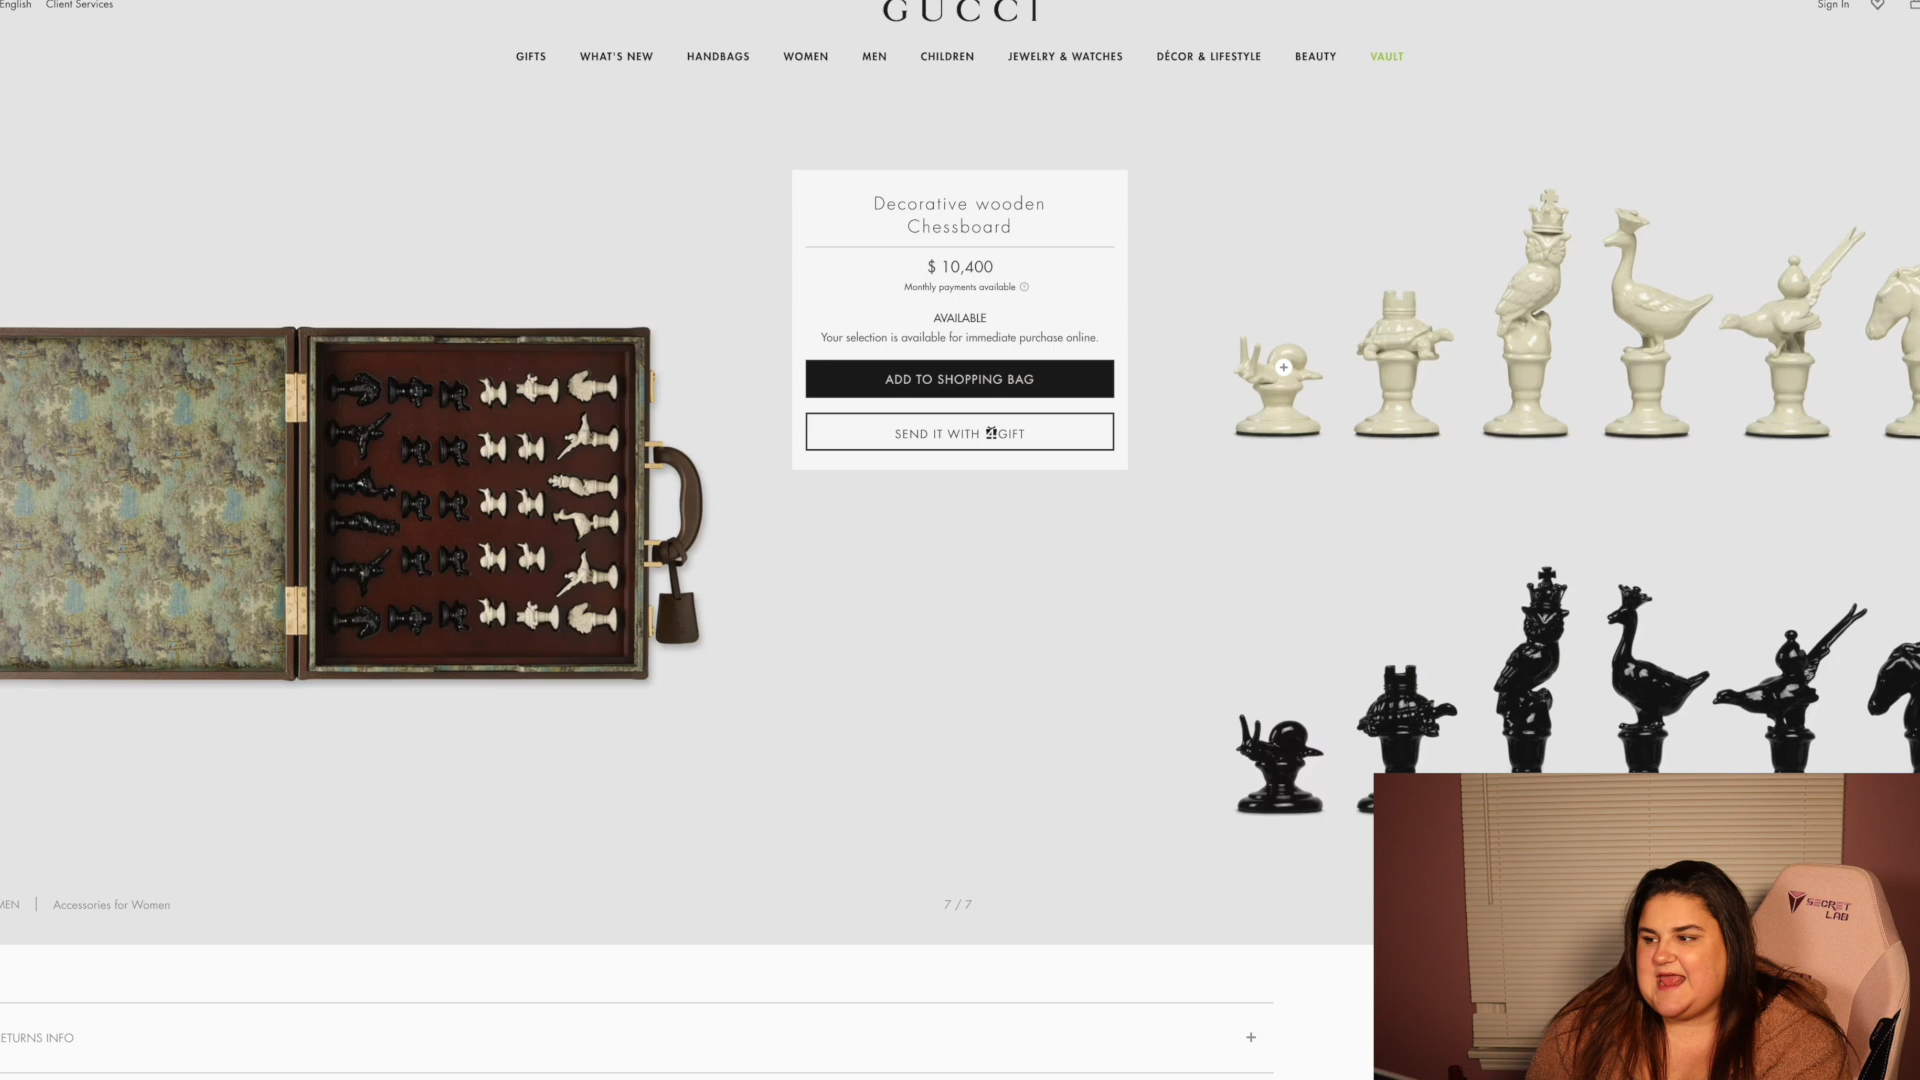 English Client Services
GUCCI
Sign In
GIFTS WHAT'S NEW HANDBAGS WOMEN MEN CHILDREN JEWELRY & WATCHES DÉCOR & LIFESTYLE BEAUTY VAULT
Decorative wooden
Chessboard
$ 10,400
Monthly payments available
AVAILABLE
Your selection is available for immediate purchase online.
ADD TO SHOPPING BAG
SEND IT WITH 4GIFT
MEN | Accessories for Women
7 / 7
SECRET
LAB
ETURNS INFO